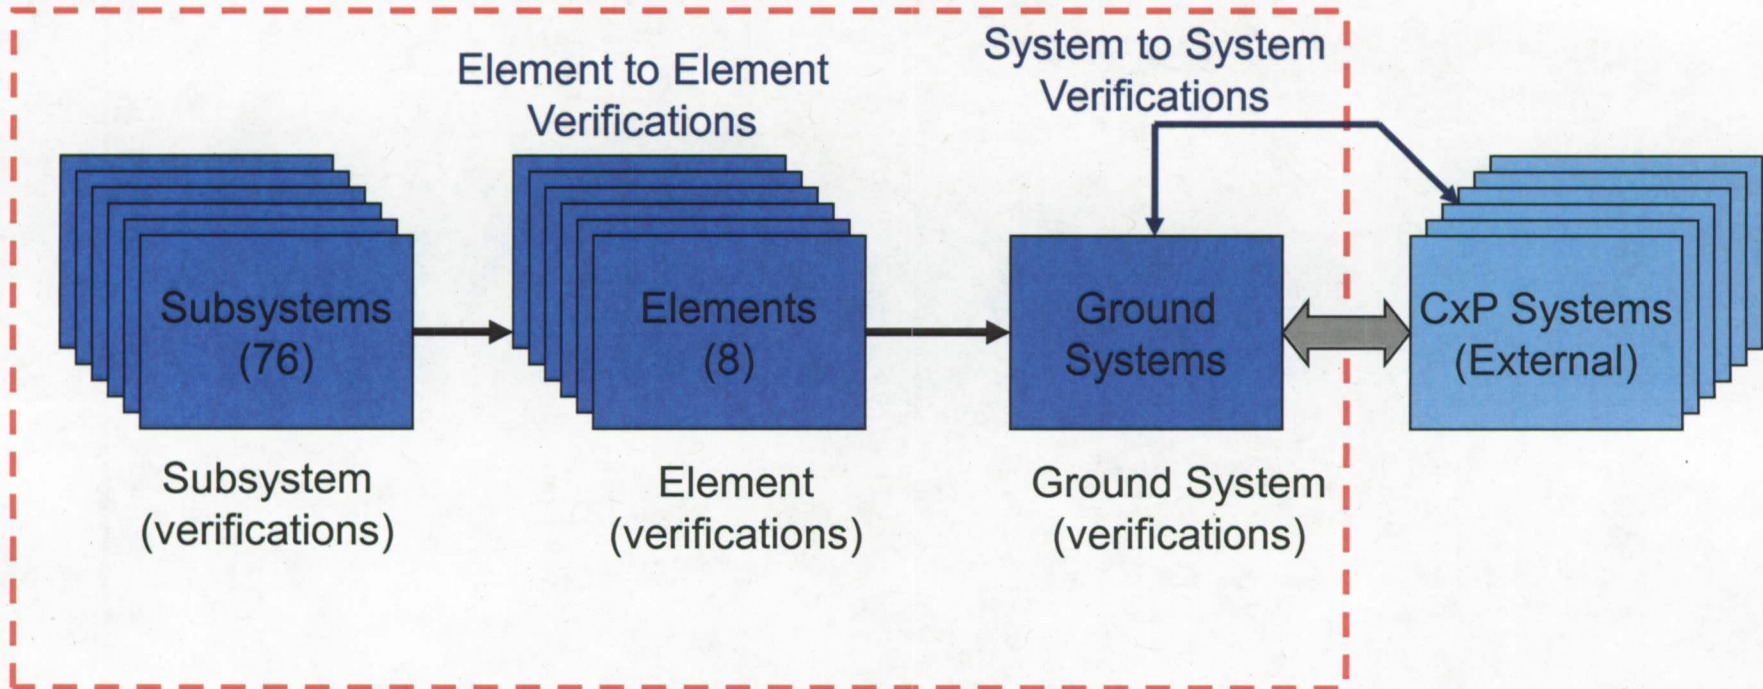 Element to Element
Verifications
System to System
Verifications
Subsystems
(76)
Elements
(8)
Ground
Systems
CxP Systems
(External)
Subsystem
(verifications)
Element
(verifications)
Ground System
(verifications)